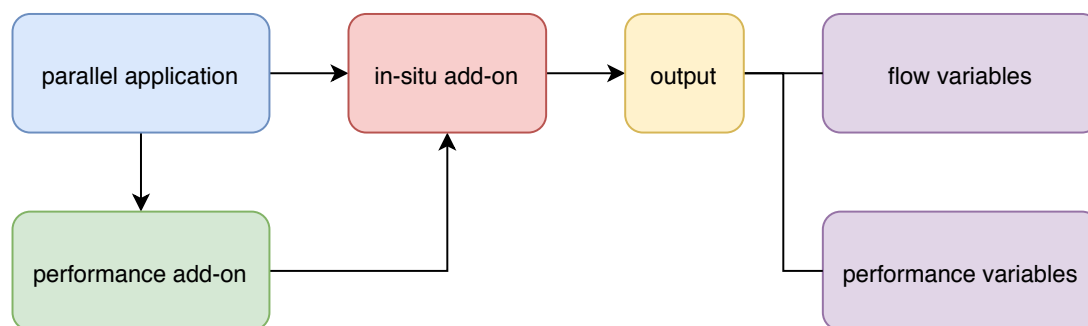 parallel application
in-situ add-on
output
flow variables
performance add-on
performance variables